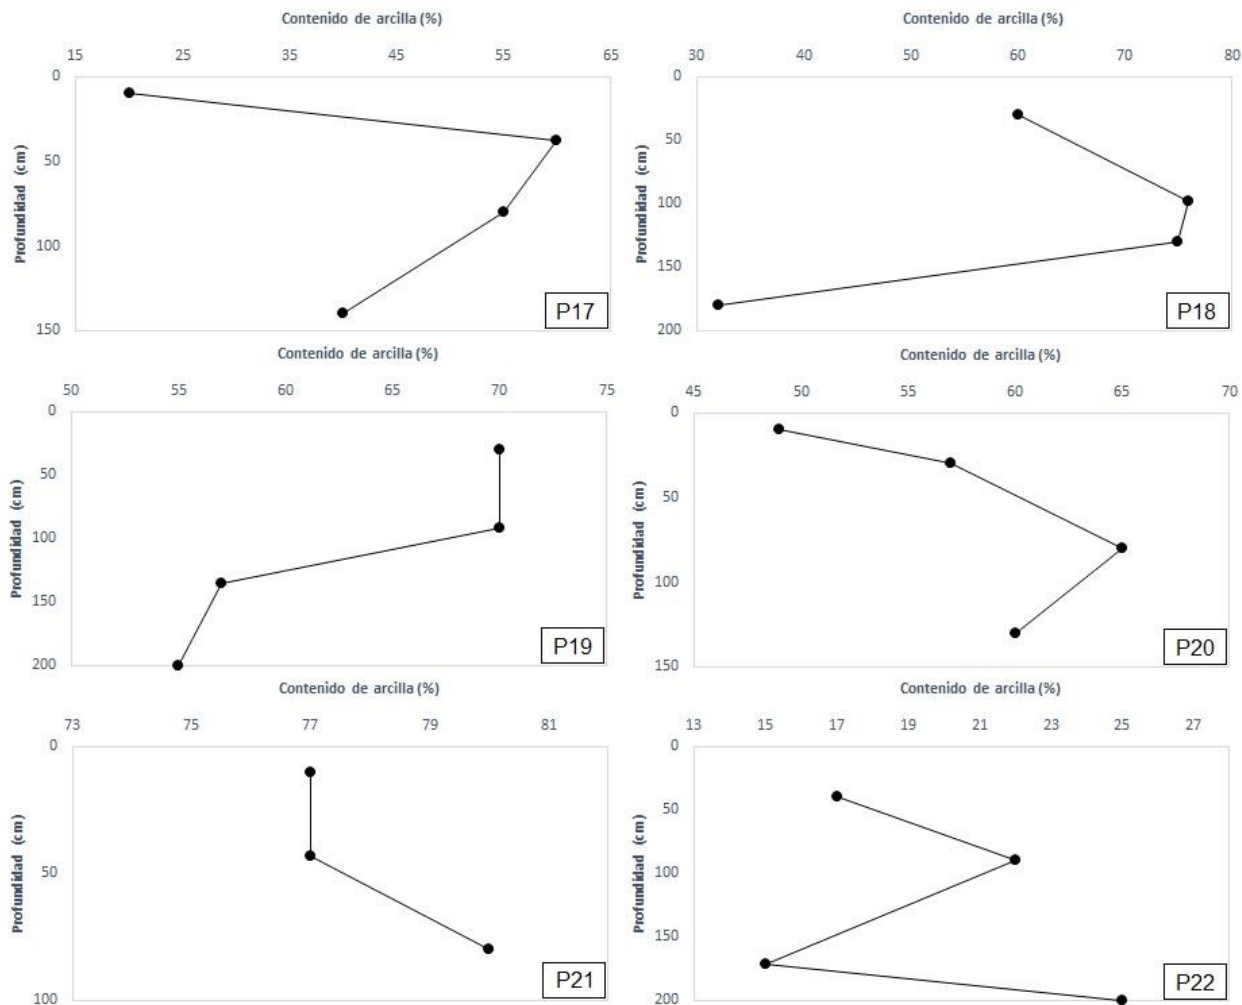 Contenido de arcilla (%)
15 25 35 45 55 65
0
50
100
150
Profundidad (cm)
P17
Contenido de arcilla (%)
30 40 50 60 70 80
0
50
100
150
200
Profundidad (cm)
P18
Contenido de arcilla (%)
50 55 60 65 70 75
0
50
100
150
200
Profundidad (cm)
P19
Contenido de arcilla (%)
45 50 55 60 65 70
0
50
100
150
Profundidad (cm)
P20
Contenido de arcilla (%)
73 75 77 79 81
0
50
100
Profundidad (cm)
P21
Contenido de arcilla (%)
13 15 17 19 21 23 25 27
0
50
100
150
200
Profundidad (cm)
P22